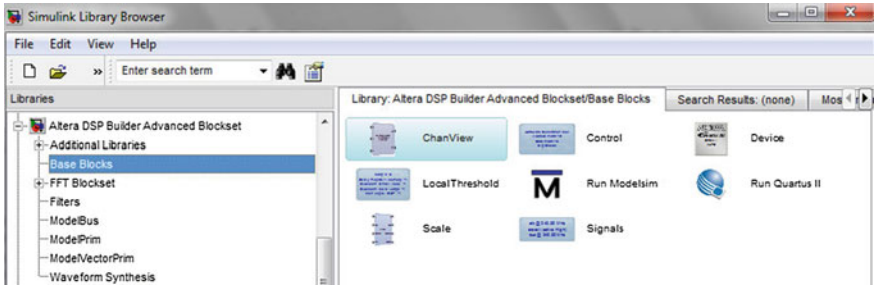 Simulink Library Browser
File Edit View Help
» Enter search term
Libraries
Library: Altera DSP Builder Advanced Blockset/Base Blocks
Search Results: (none)
Mos
Altera DSP Builder Advanced Blockset
Additional Libraries
Base Blocks
FFT Blockset
Filters
ModelBus
ModelPrim
ModelVectorPrim
Waveform Synthesis
ChanView
Control
Device
LocalThreshold
M
Run Modelsim
Run Quartus II
Scale
Signals